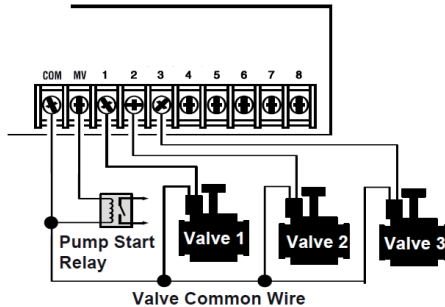 COM MV 1 2 3 4 5 6 7 8
Pump Start
Relay
Valve 1
Valve 2
Valve 3
Valve Common Wire